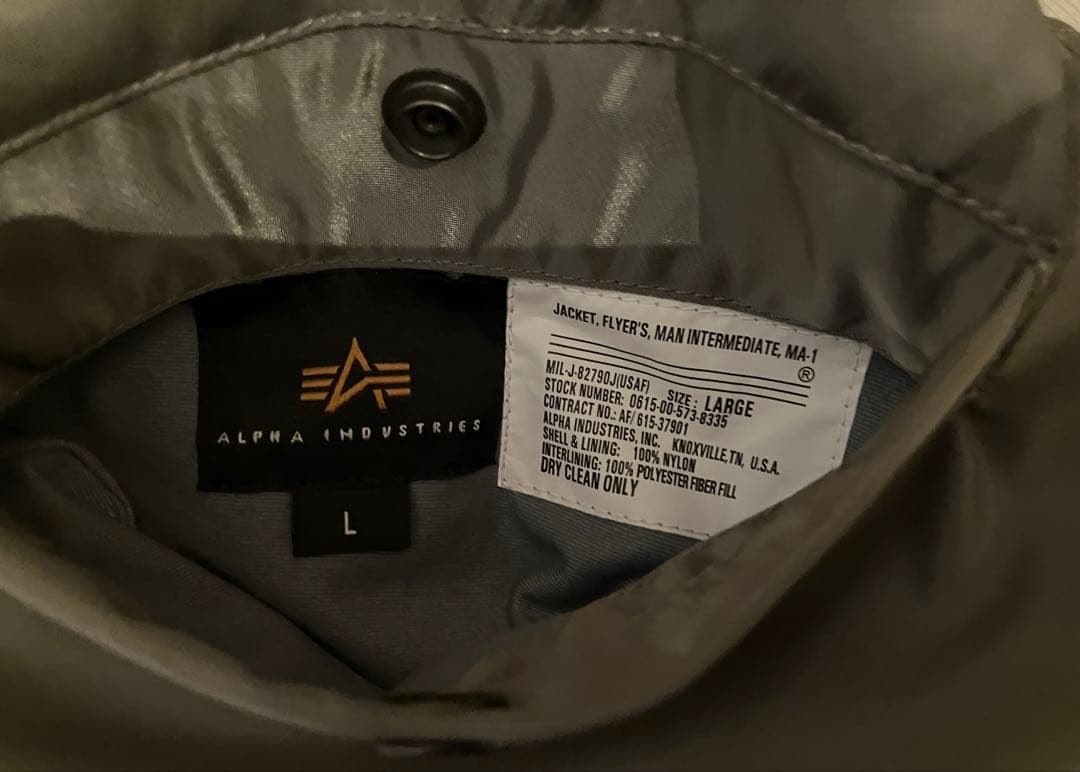 ALPHA INDUSTRIES
L
JACKET, FLYER'S, MAN INTERMEDIATE, MA-1
®
MIL-J-82790J(USAF) SIZE : LARGE
STOCK NUMBER: 0615-00-573-8335
CONTRACT NO.: AF/ 615-37901
ALPHA INDUSTRIES, INC. KNOXVILLE,TN, U.S.A.
SHELL & LINING: 100% NYLON
INTERLINING: 100% POLYESTER FIBER FILL
DRY CLEAN ONLY